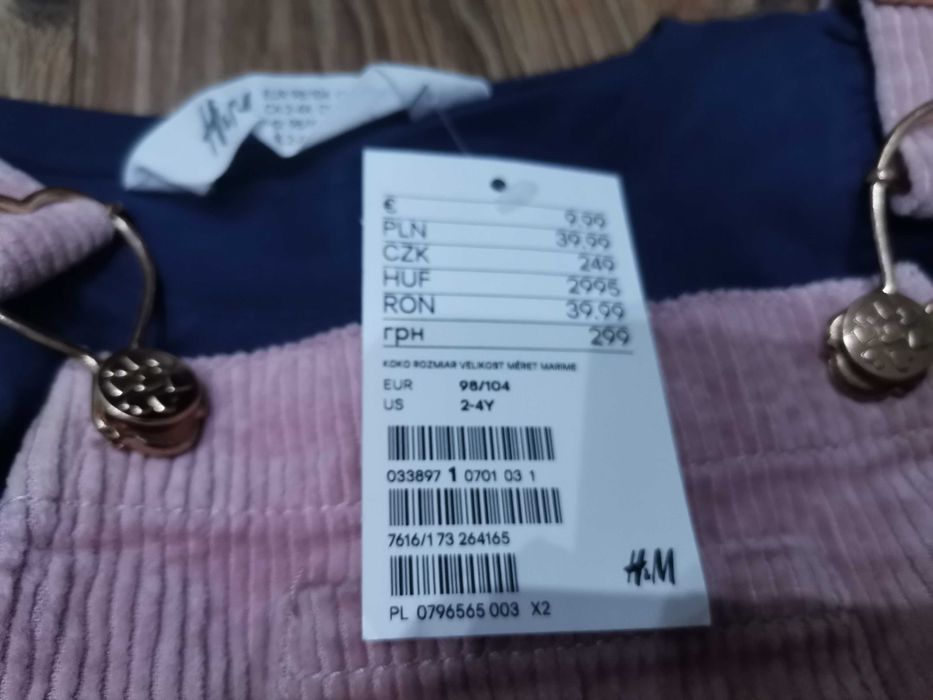 H&M
€ 9.99
PLN 39.99
CZK 249
HUF 2995
RON 39.99
грн 299
KOKO ROZMIAR VELIKOST MÉRET MARIME
EUR 98/104
US 2-4Y
033897 1 0701 03 1
7616/173 264165
H&M
PL 0796565 003 X2